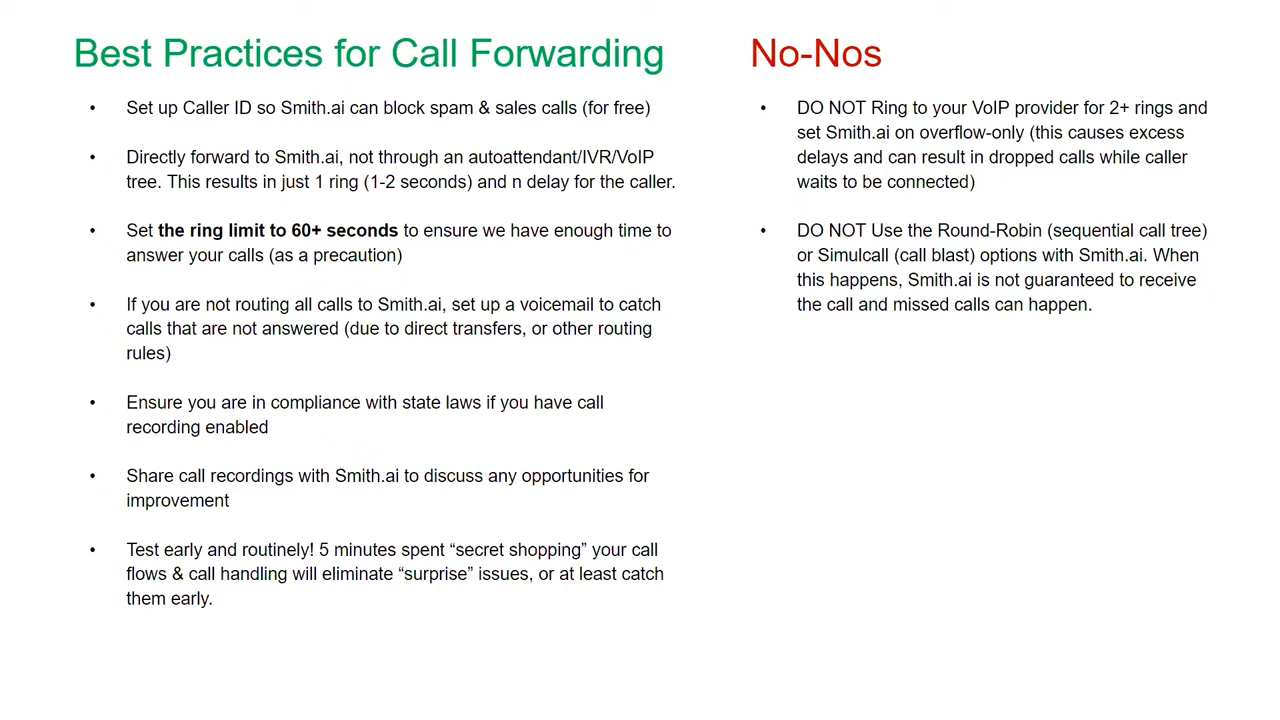 Best Practices for Call Forwarding
• Set up Caller ID so Smith.ai can block spam & sales calls (for free)
• Directly forward to Smith.ai, not through an autoattendant/IVR/VoIP
tree. This results in just 1 ring (1-2 seconds) and n delay for the caller.
• Set the ring limit to 60+ seconds to ensure we have enough time to
answer your calls (as a precaution)
• If you are not routing all calls to Smith.ai, set up a voicemail to catch
calls that are not answered (due to direct transfers, or other routing
rules)
• Ensure you are in compliance with state laws if you have call
recording enabled
• Share call recordings with Smith.ai to discuss any opportunities for
improvement
• Test early and routinely! 5 minutes spent “secret shopping” your call
flows & call handling will eliminate “surprise” issues, or at least catch
them early.
No-Nos
• DO NOT Ring to your VoIP provider for 2+ rings and
set Smith.ai on overflow-only (this causes excess
delays and can result in dropped calls while caller
waits to be connected)
• DO NOT Use the Round-Robin (sequential call tree)
or Simulcall (call blast) options with Smith.ai. When
this happens, Smith.ai is not guaranteed to receive
the call and missed calls can happen.